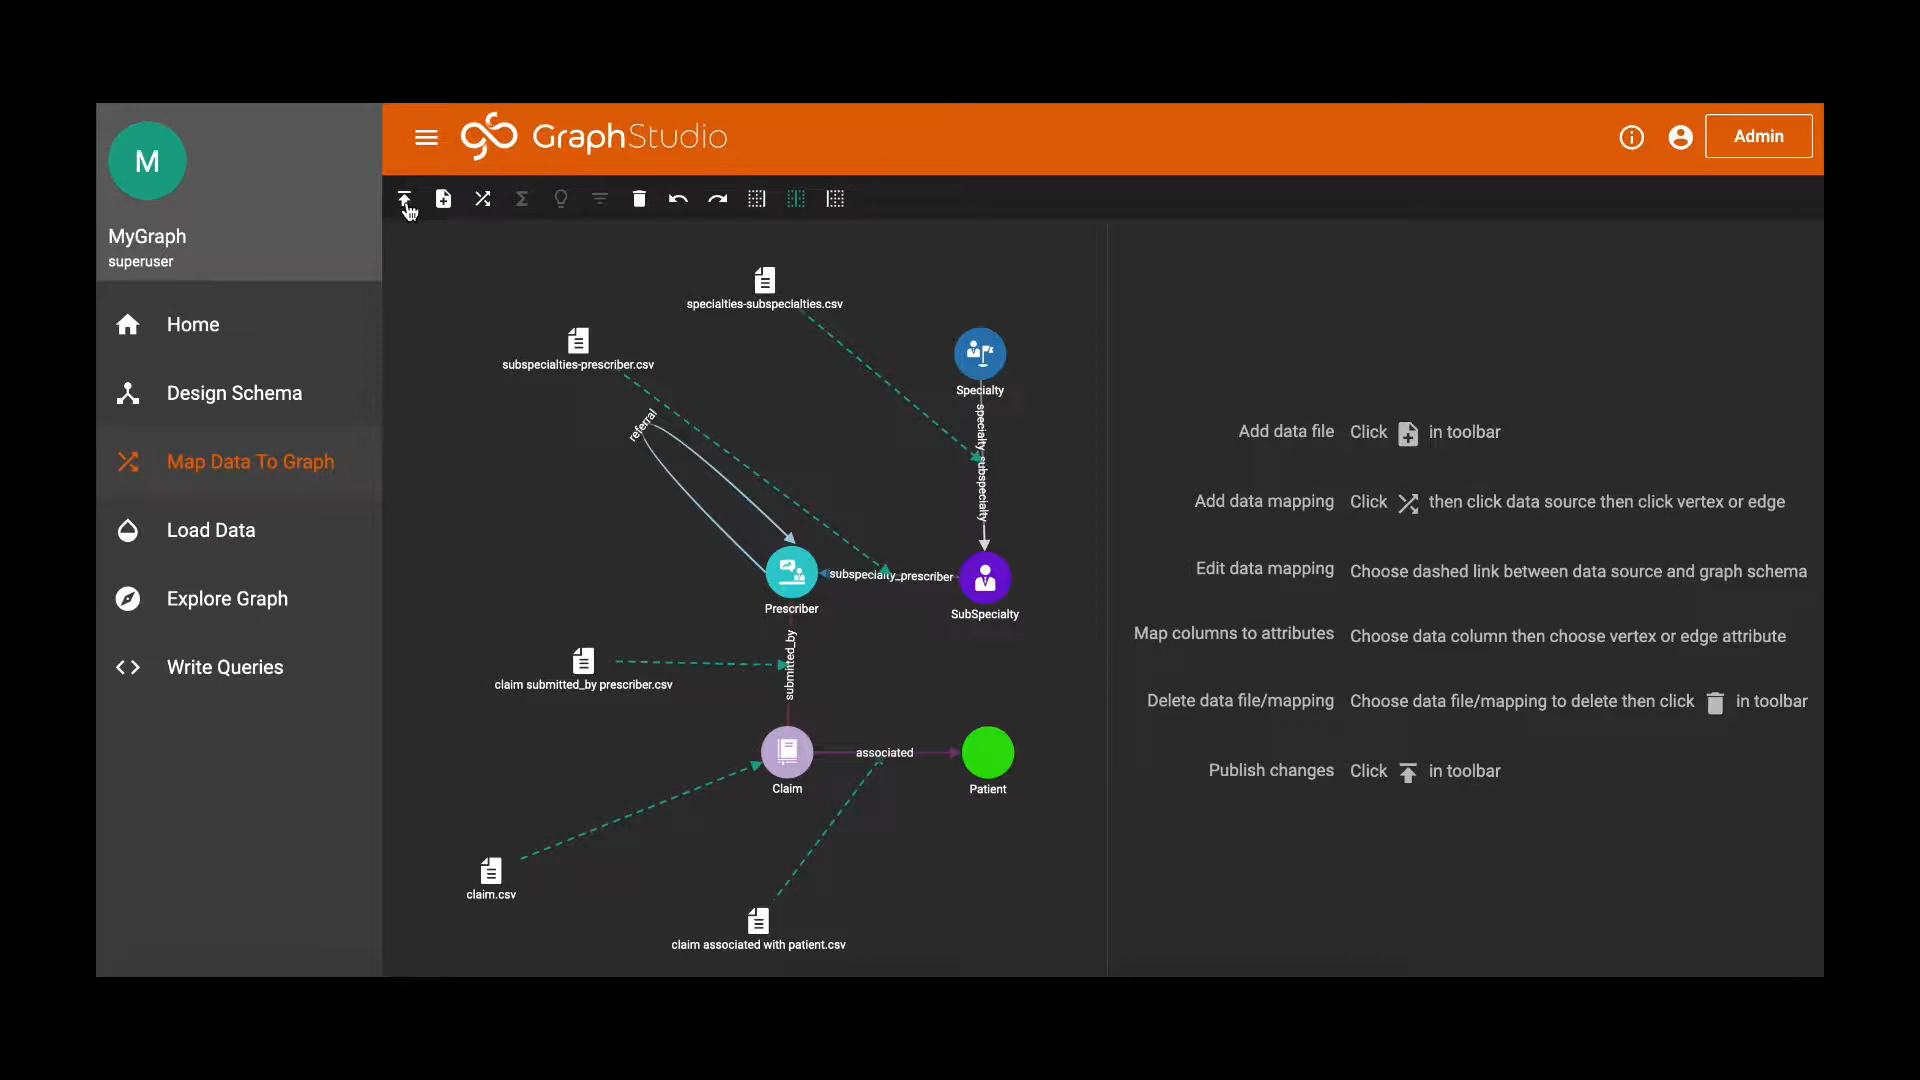 M
MyGraph
superuser
Home
Design Schema
Map Data To Graph
Load Data
Explore Graph
Write Queries
GraphStudio
Admin
specialties-subspecialties.csv
subspecialties-prescriber.csv
Specialty
referral
specialty_subspecialty
subspecialty_prescriber
Prescriber
SubSpecialty
submitted_by
claim submitted_by prescriber.csv
associated
Claim
Patient
claim.csv
claim associated with patient.csv
Add data file Click in toolbar
Add data mapping Click then click data source then click vertex or edge
Edit data mapping Choose dashed link between data source and graph schema
Map columns to attributes Choose data column then choose vertex or edge attribute
Delete data file/mapping Choose data file/mapping to delete then click in toolbar
Publish changes Click in toolbar